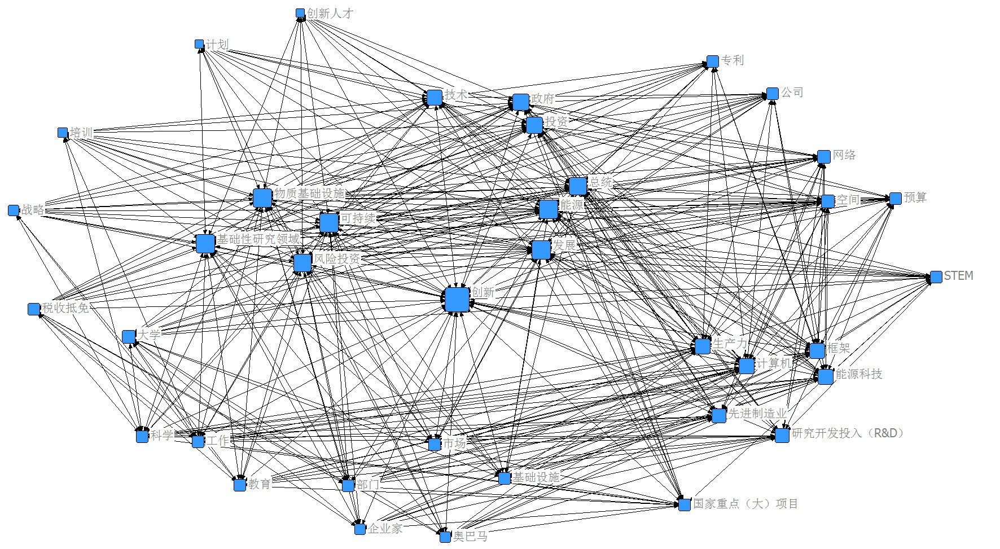 创新人才
计划
专利
公司
技术
政府
投资
培训
网络
总统
物质基础设施
预算
空间
能源
战略
可持续
基础性研究领域
发展
风险投资
STEM
创新
税收抵免
大学
生产力
框架
计算机
能源科技
先进制造业
研究开发投入（R&D）
科学
工作
市场
基础设施
教育
部门
国家重点（大）项目
企业家
奥巴马